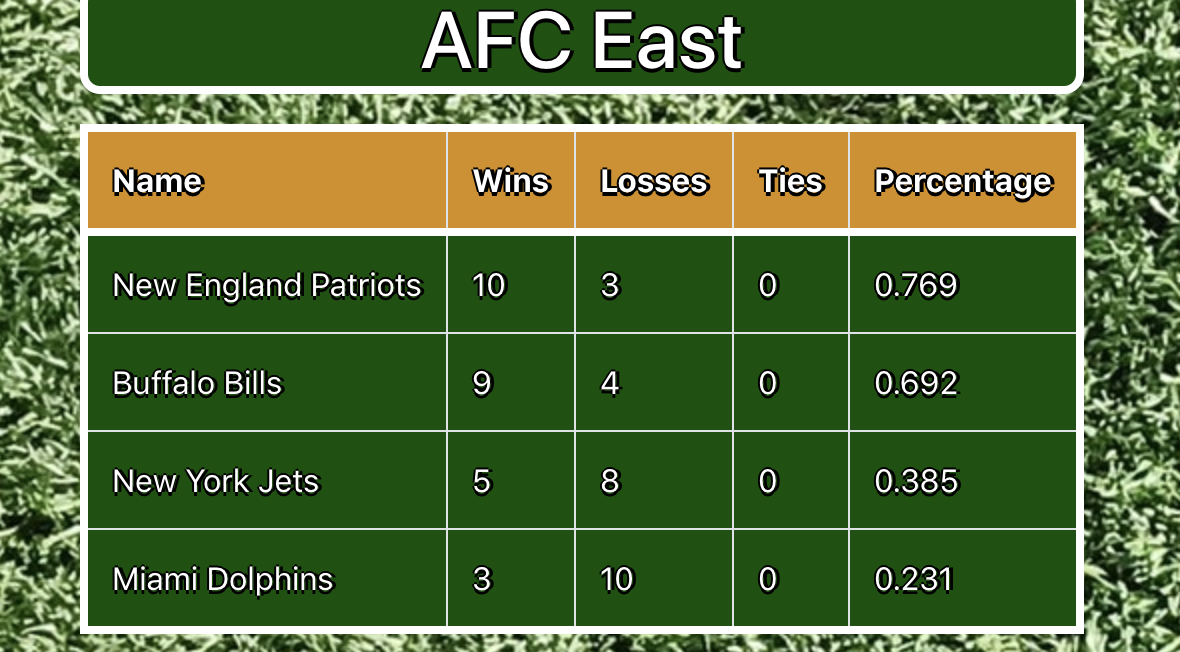 AFC East
Name Wins Losses Ties Percentage
New England Patriots 10 3 0 0.769
Buffalo Bills 9 4 0 0.692
New York Jets 5 8 0 0.385
Miami Dolphins 3 10 0 0.231